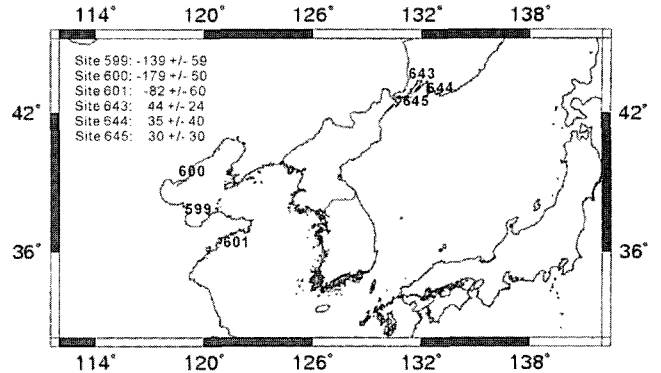 114° 120° 126° 132° 138°
Site 599: -139 +/- 59
Site 600: -179 +/- 50
Site 601: -82 +/- 60
Site 643: 44 +/- 24
Site 644: 35 +/- 40
Site 645: 30 +/- 30
643
644
645
42° 42°
600
599
601
36° 36°
114° 120° 126° 132° 138°